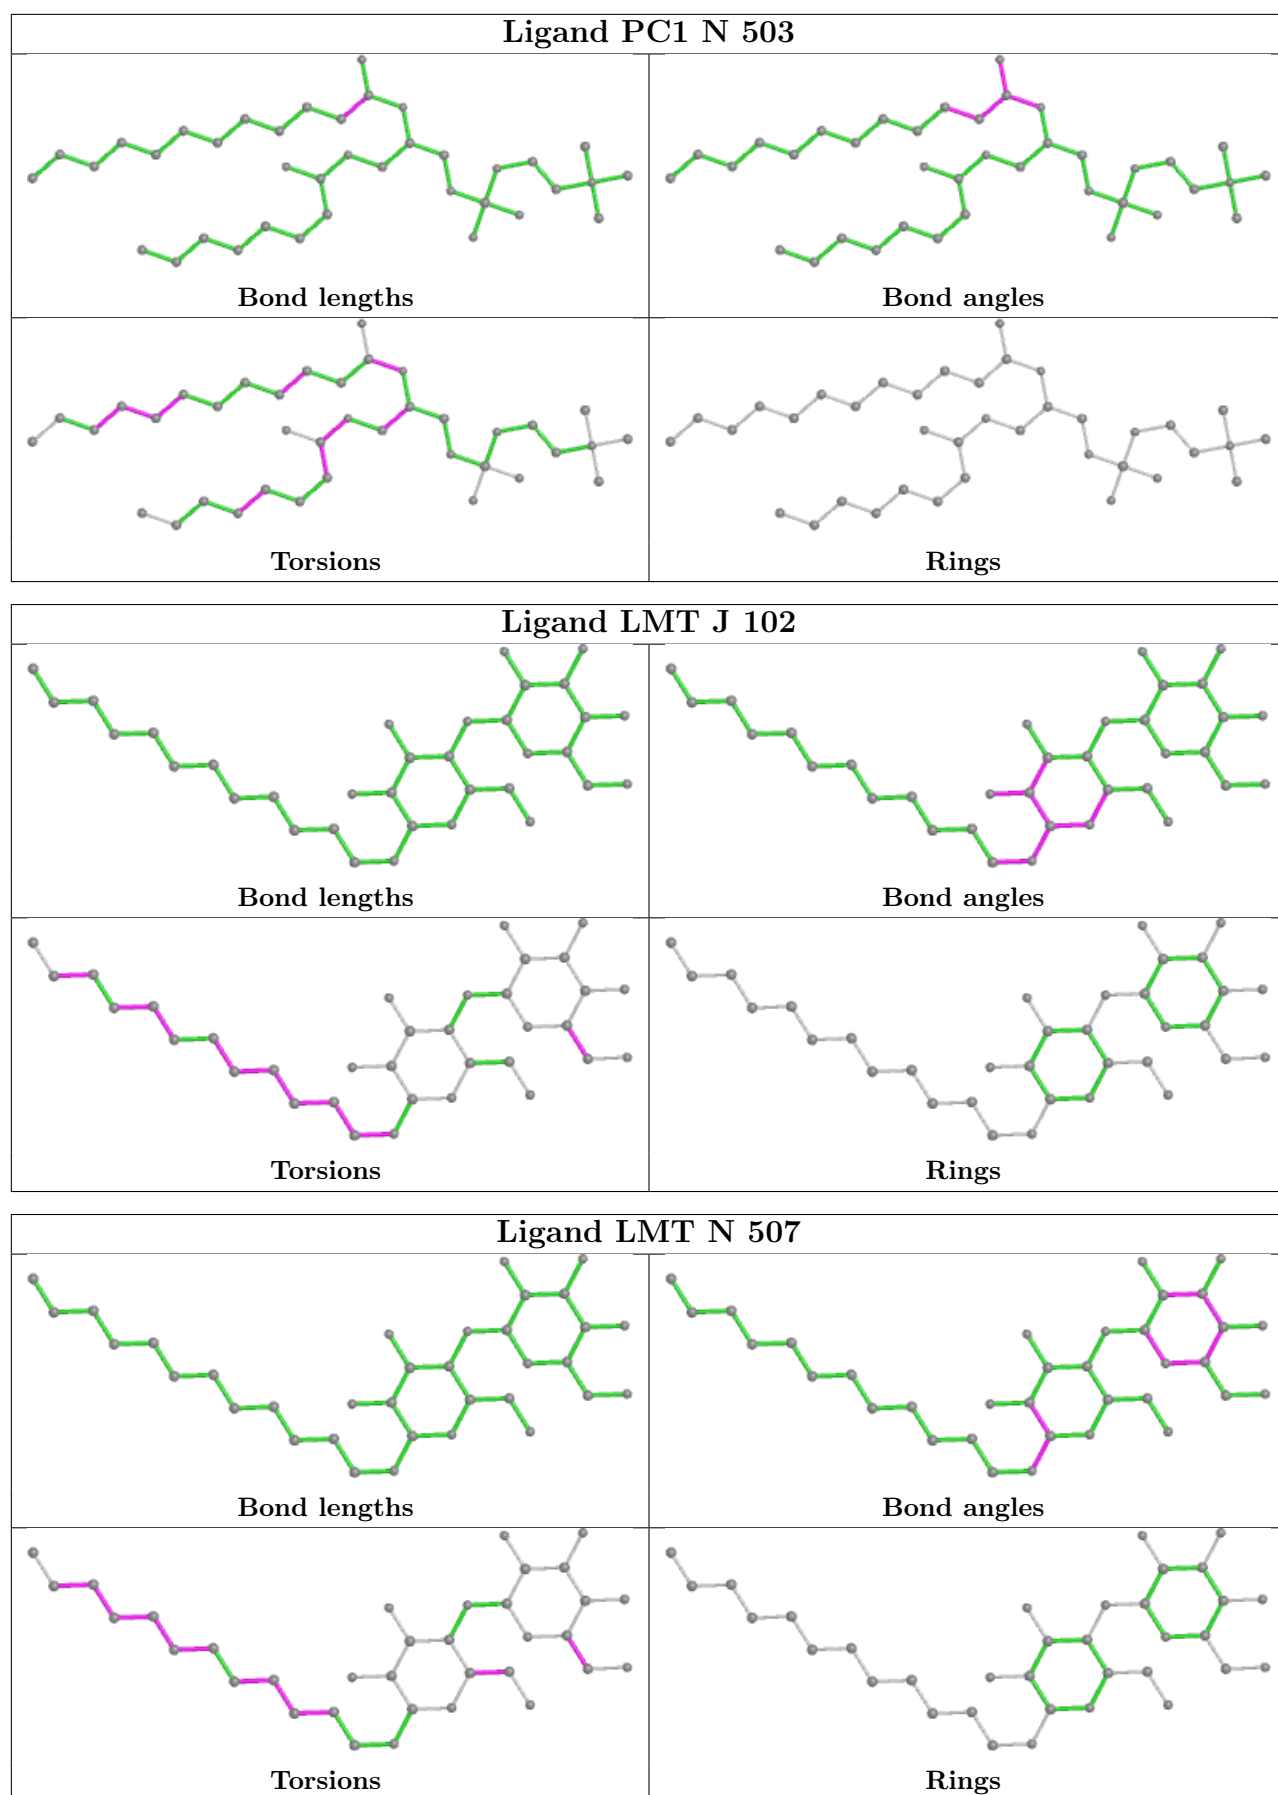 Ligand PC1 N 503
Bond lengths
Bond angles
Torsions
Rings
Ligand LMT J 102
Bond lengths
Bond angles
Torsions
Rings
Ligand LMT N 507
Bond lengths
Bond angles
Torsions
Rings